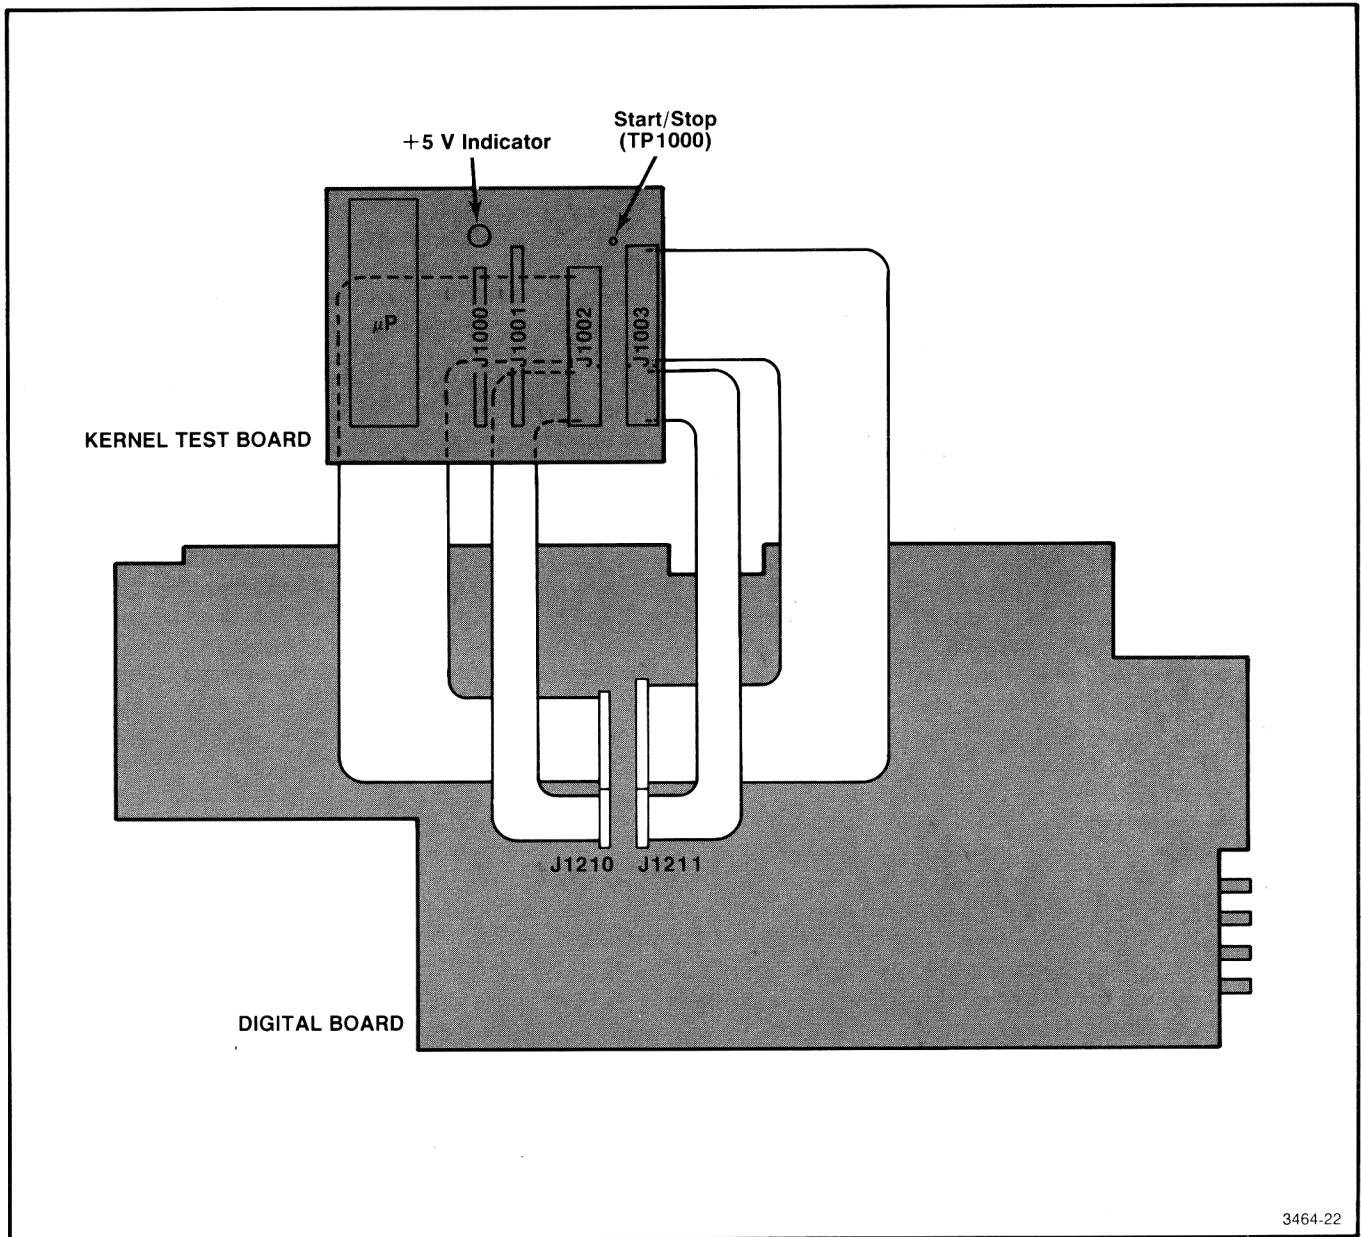 Start/Stop
(TP1000)
+5 V Indicator
μP
J1000
J1001
J1002
J1003
KERNEL TEST BOARD
J1210
J1211
DIGITAL BOARD
3464-22